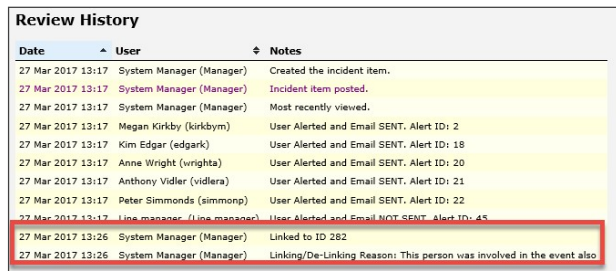 Review History
Date User Notes
27 Mar 2017 13:17 System Manager (Manager) Created the incident item.
27 Mar 2017 13:17 System Manager (Manager) Incident item posted.
27 Mar 2017 13:17 System Manager (Manager) Most recently viewed.
27 Mar 2017 13:17 Megan Kirkby (kirkbym) User Alerted and Email SENT. Alert ID: 2
27 Mar 2017 13:17 Kim Edgar (edgark) User Alerted and Email SENT. Alert ID: 18
27 Mar 2017 13:17 Anne Wright (wrighta) User Alerted and Email SENT. Alert ID: 20
27 Mar 2017 13:17 Anthony Vidler (vidlera) User Alerted and Email SENT. Alert ID: 21
27 Mar 2017 13:17 Peter Simmonds (simmonp) User Alerted and Email SENT. Alert ID: 22
27 Mar 2017 13:17 Line manager (Line manager) User Alerted and Email NOT SENT. Alert ID: 45
27 Mar 2017 13:26 System Manager (Manager) Linked to ID 282
27 Mar 2017 13:26 System Manager (Manager) Linking/De-Linking Reason: This person was involved in the event also